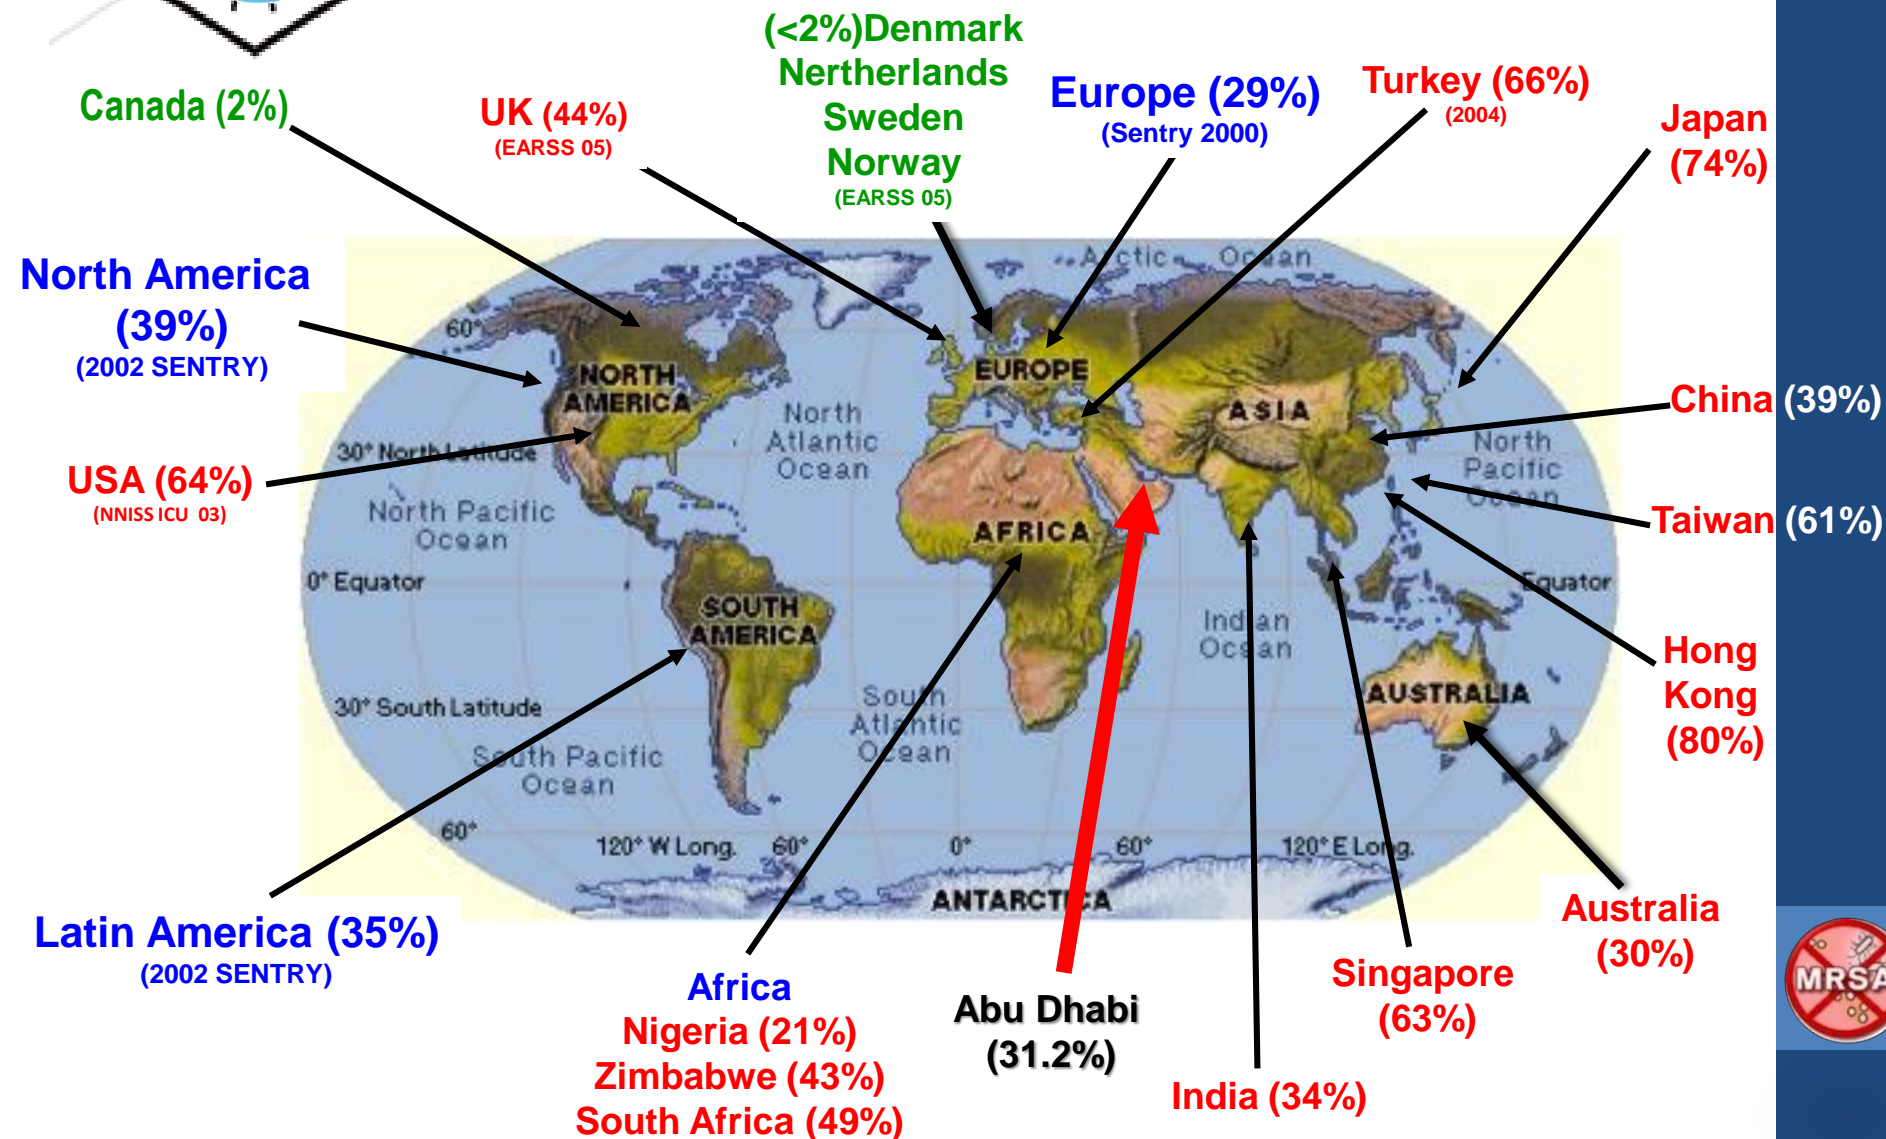 (<2%)Denmark
Nertherlands
Sweden
Norway
(EARSS 05)
Canada (2%)
UK (44%)
(EARSS 05)
Europe (29%)
(Sentry 2000)
Turkey (66%)
(2004)
Japan
(74%)
North America
(39%)
(2002 SENTRY)
USA (64%)
(NNISS ICU 03)
China (39%)
Taiwan (61%)
Hong
Kong
(80%)
Arctic Ocean
60°
NORTH
AMERICA
EUROPE
ASIA
North
Atlantic
Ocean
North
Pacific
Ocean
30° North Latitude
North Pacific
Ocean
AFRICA
0° Equator
Equator
SOUTH
AMERICA
Indian
Ocean
AUSTRALIA
30° South Latitude
South
Atlantic
Ocean
South Pacific
Ocean
60°
120° W Long.
60°
0°
60°
120° E Long.
ANTARCTICA
Latin America (35%)
(2002 SENTRY)
Africa
Nigeria (21%)
Zimbabwe (43%)
South Africa (49%)
Abu Dhabi
(31.2%)
India (34%)
Singapore
(63%)
Australia
(30%)
MRSA